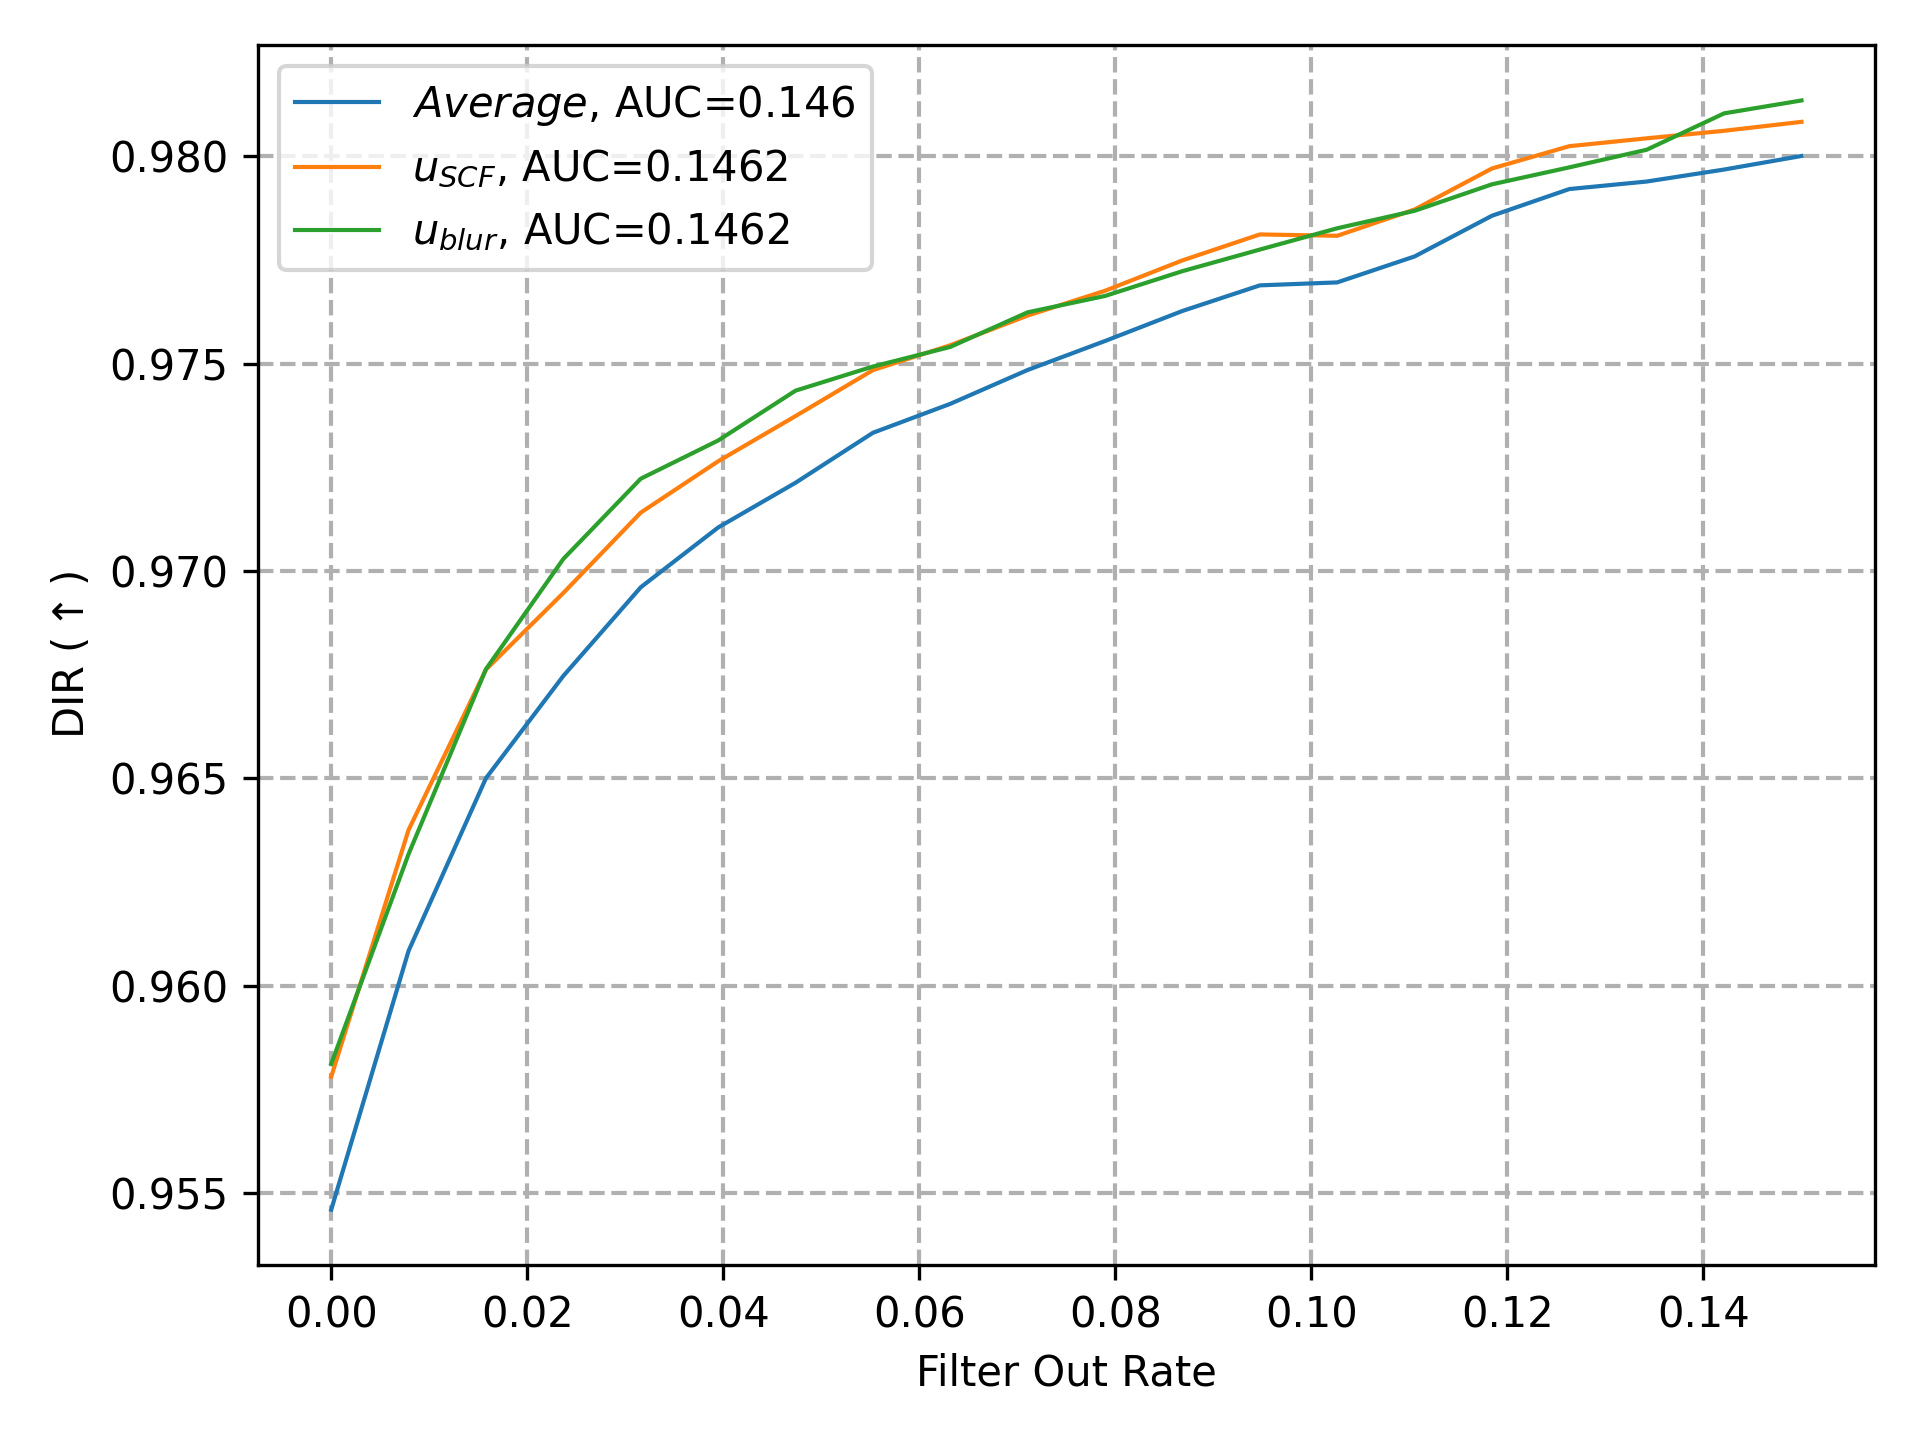 Average, AUC=0.146
u_SCF, AUC=0.1462
u_blur, AUC=0.1462
0.980
0.975
0.970
0.965
0.960
0.955
DIR (↑)
0.00 0.02 0.04 0.06 0.08 0.10 0.12 0.14
Filter Out Rate